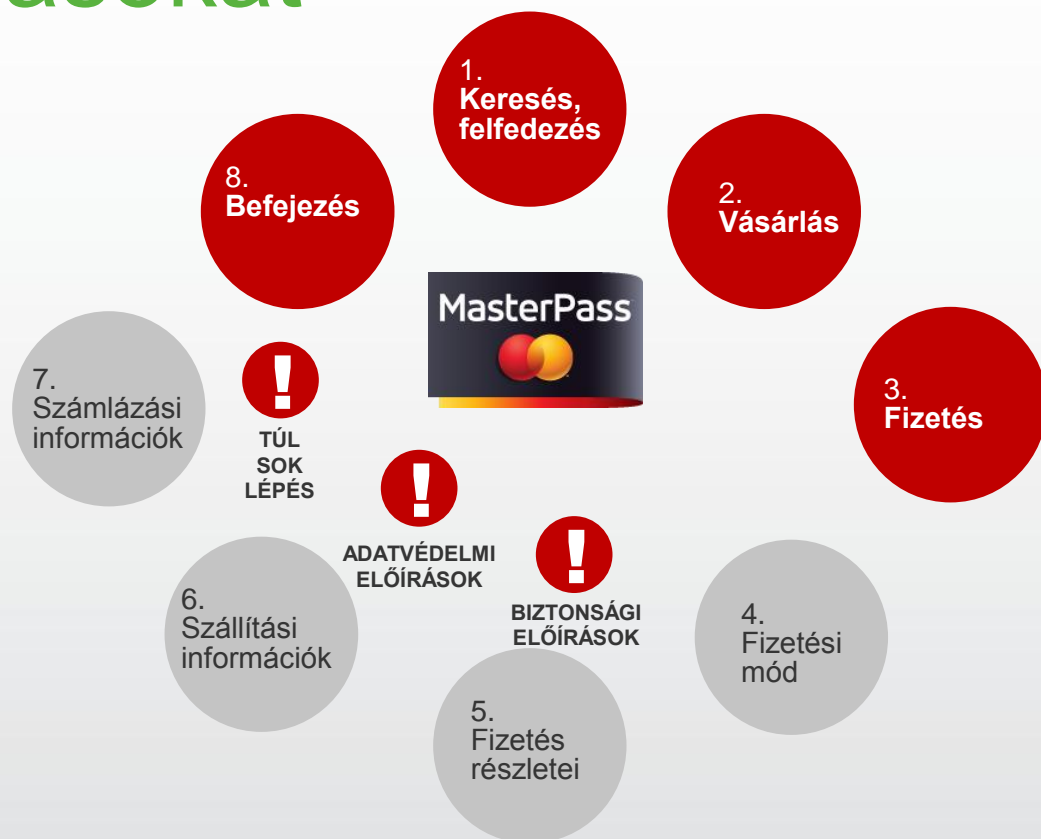 1.
Keresés,
felfedezés
2.
Vásárlás
3.
Fizetés
4.
Fizetési
mód
5.
Fizetés
részletei
6.
Szállítási
információk
7.
Számlázási
információk
8.
Befejezés
MasterPass
!
TÚL
SOK
LÉPÉS
!
ADATVÉDELMI
ELŐÍRÁSOK
!
BIZTONSÁGI
ELŐÍRÁSOK